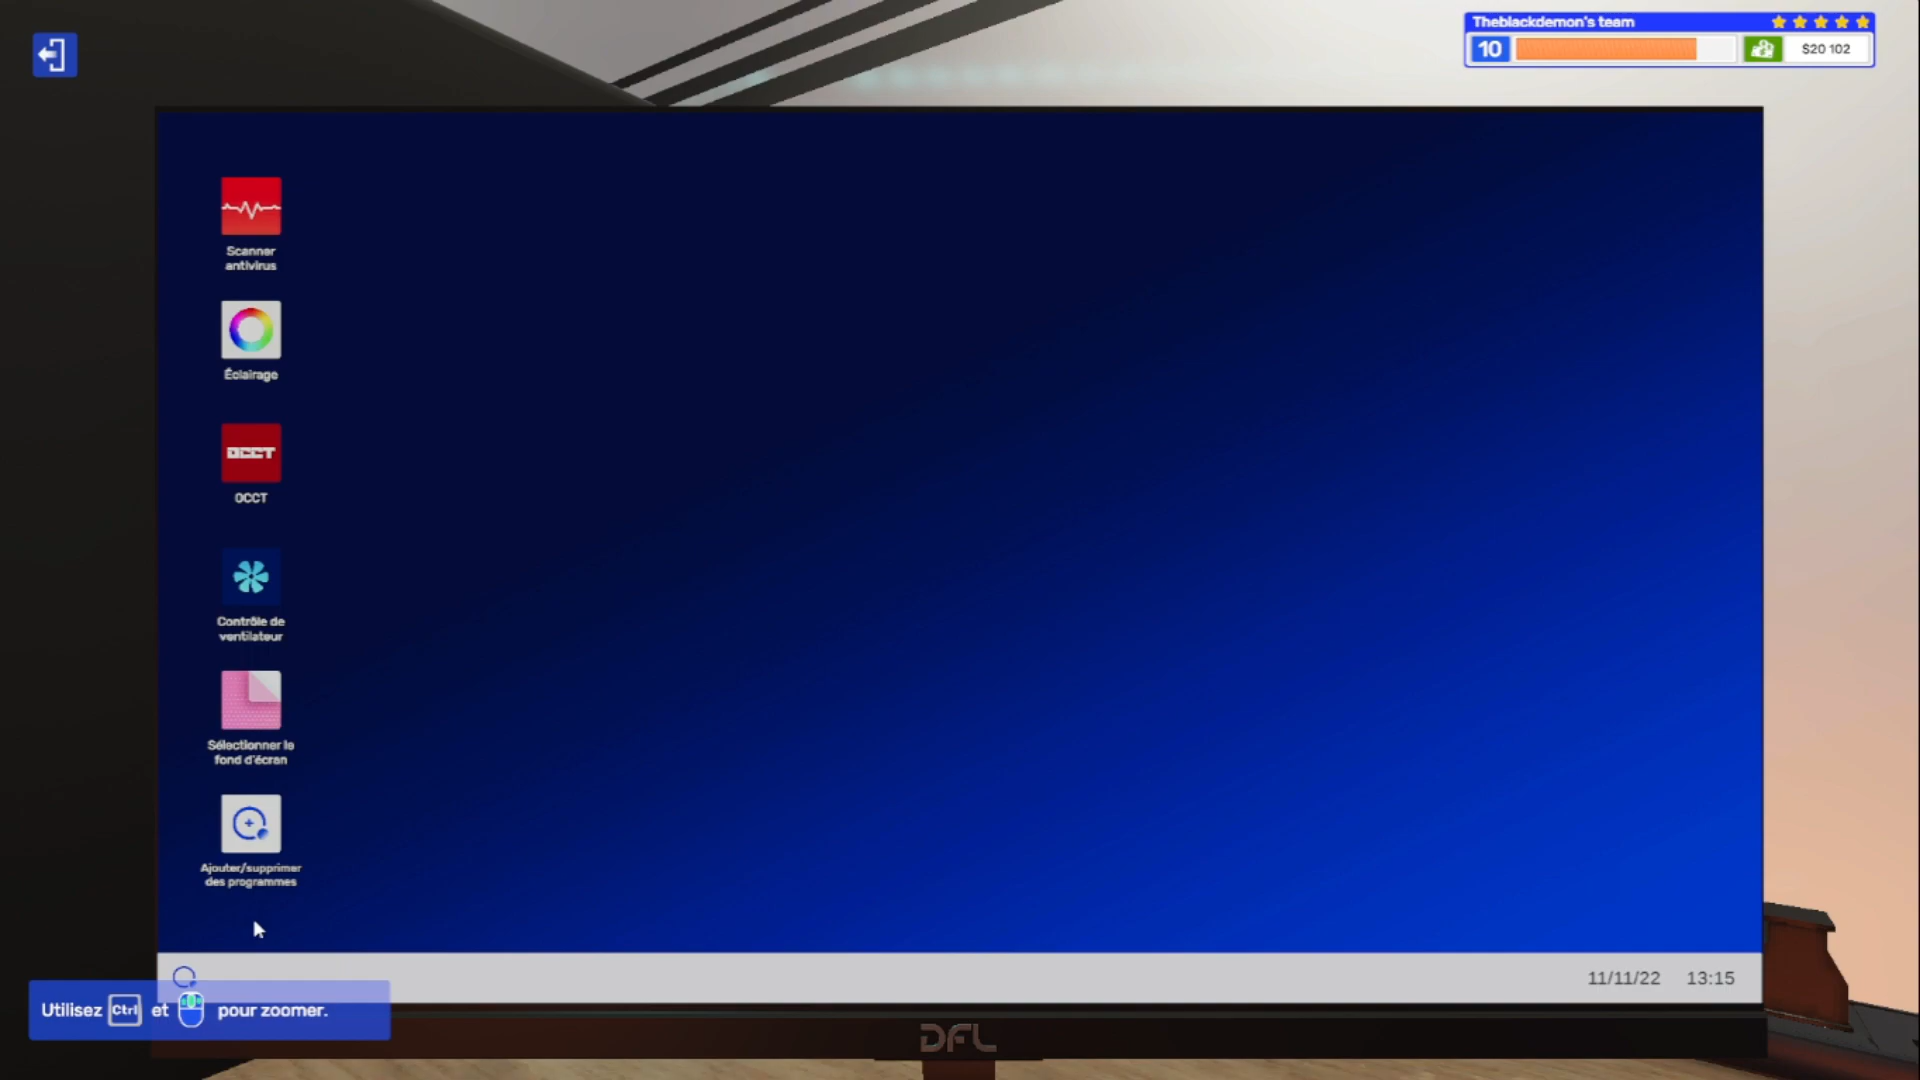 Theblackdemon's team
10
$20 102
Scanner
antivirus
Éclairage
OCCT
OCCT
Contrôle de
ventilateur
Sélectionner le
fond d'écran
Ajouter/supprimer
des programmes
11/11/22 13:15
Utilisez Ctrl et pour zoomer.
DFL